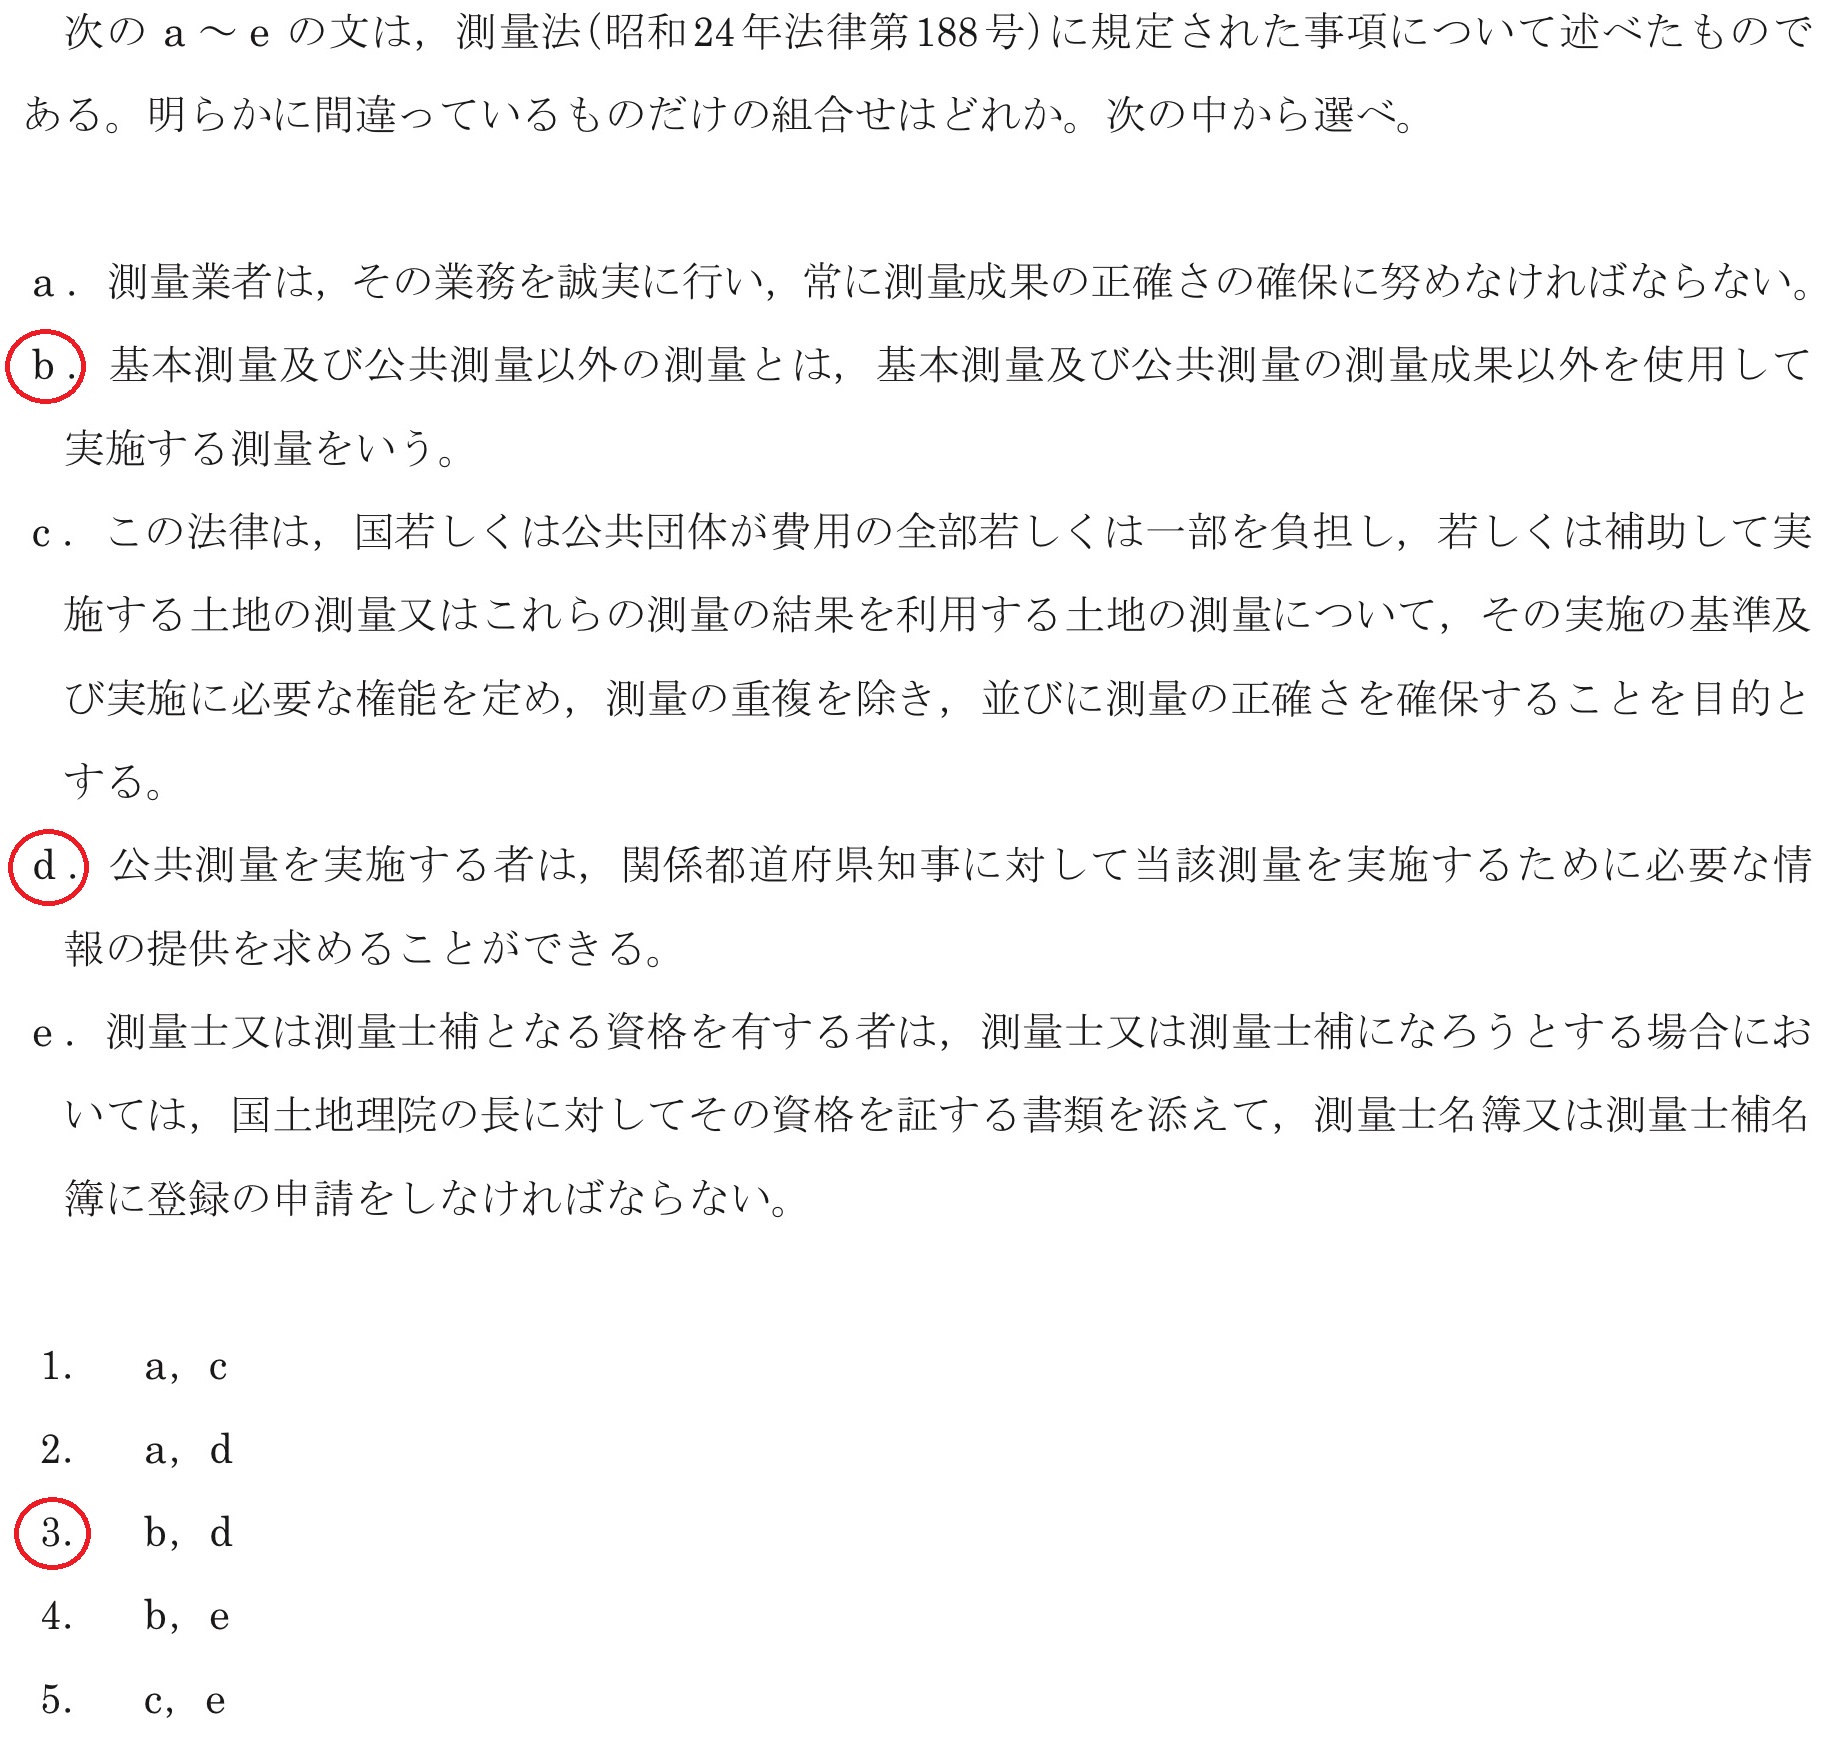 次の a ～ e の文は，測量法(昭和24年法律第188号)に規定された事項について述べたもので
ある。明らかに間違っているものだけの組合せはどれか。次の中から選べ。
a． 測量業者は，その業務を誠実に行い，常に測量成果の正確さの確保に努めなければならない。
b． 基本測量及び公共測量以外の測量とは，基本測量及び公共測量の測量成果以外を使用して
実施する測量をいう。
c． この法律は，国若しくは公共団体が費用の全部若しくは一部を負担し，若しくは補助して実
施する土地の測量又はこれらの測量の結果を利用する土地の測量について，その実施の基準及
び実施に必要な権能を定め，測量の重複を除き，並びに測量の正確さを確保することを目的と
する。
d． 公共測量を実施する者は，関係都道府県知事に対して当該測量を実施するために必要な情
報の提供を求めることができる。
e． 測量士又は測量士補となる資格を有する者は，測量士又は測量士補になろうとする場合にお
いては，国土地理院の長に対してその資格を証する書類を添えて，測量士名簿又は測量士補名
簿に登録の申請をしなければならない。
1. a，c
2. a，d
3. b，d
4. b，e
5. c，e